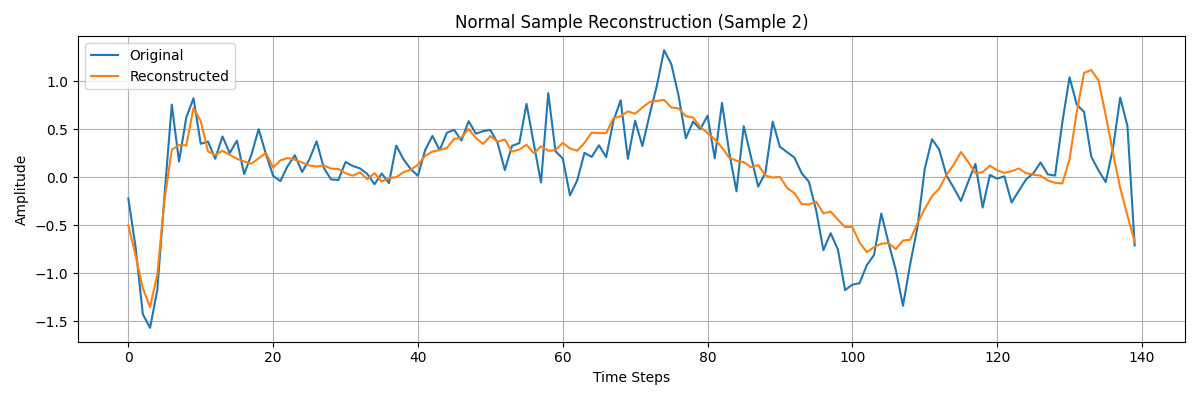 Normal Sample Reconstruction (Sample 2)
Original
Reconstructed
Amplitude
1.0
0.5
0.0
−0.5
−1.0
−1.5
0 20 40 60 80 100 120 140
Time Steps